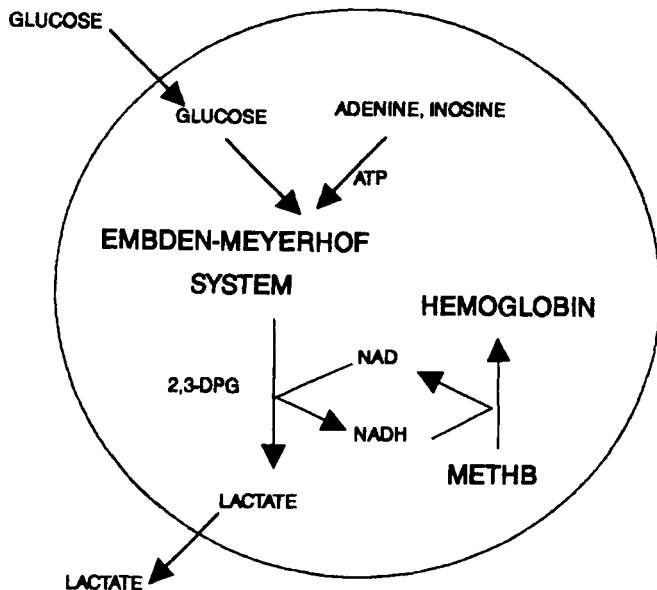 GLUCOSE
GLUCOSE
ADENINE, INOSINE
ATP
EMBDEN-MEYERHOF
SYSTEM
HEMOGLOBIN
NAD
2,3-DPG
NADH
METHB
LACTATE
LACTATE